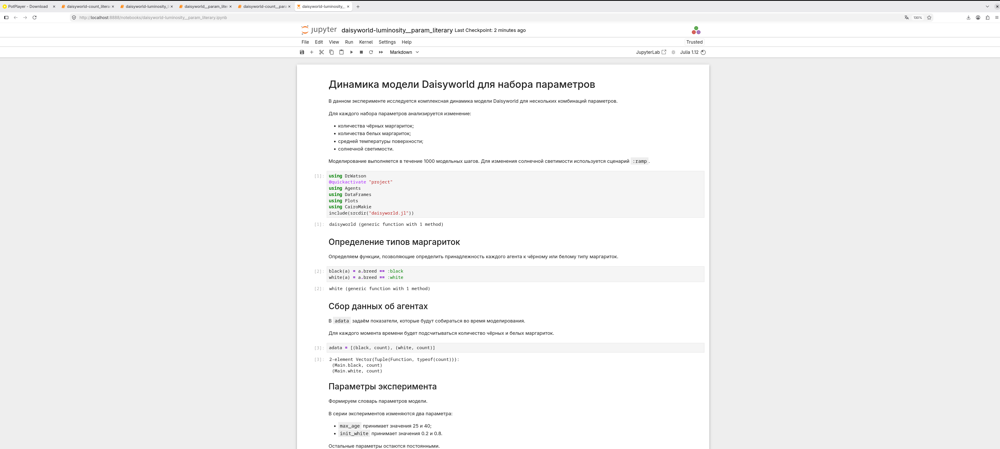 PotPlayer - Download
daisyworld-count_litera
daisyworld-luminosity_l
daisyworld__param_lite
daisyworld-count__para
daisyworld-luminosity__
http://localhost:8888/notebooks/daisyworld-luminosity__param_literary.ipynb
130%
jupyter daisyworld-luminosity__param_literary Last Checkpoint: 2 minutes ago
File Edit View Run Kernel Settings Help
Trusted
Markdown
JupyterLab
Julia 1.12
Динамика модели Daisyworld для набора параметров
В данном эксперименте исследуется комплексная динамика модели Daisyworld для нескольких комбинаций параметров.
Для каждого набора параметров анализируется изменение:
• количества чёрных маргариток;
• количества белых маргариток;
• средней температуры поверхности;
• солнечной светимости.
Моделирование выполняется в течение 1000 модельных шагов. Для изменения солнечной светимости используется сценарий :ramp.
[1]: using DrWatson
@quickactivate "project"
using Agents
using DataFrames
using Plots
using CairoMakie
include(srcdir("daisyworld.jl"))
[1]: daisyworld (generic function with 1 method)
Определение типов маргариток
Определяем функции, позволяющие определить принадлежность каждого агента к чёрному или белому типу маргариток.
[2]: black(a) = a.breed == :black
white(a) = a.breed == :white
[2]: white (generic function with 1 method)
Сбор данных об агентах
В adata задаём показатели, которые будут собираться во время моделирования.
Для каждого момента времени будет подсчитываться количество чёрных и белых маргариток.
[3]: adata = [(black, count), (white, count)]
[3]: 2-element Vector{Tuple{Function, typeof(count)}}:
(Main.black, count)
(Main.white, count)
Параметры эксперимента
Формируем словарь параметров модели.
В серии экспериментов изменяются два параметра:
• max_age принимает значения 25 и 40;
• init_white принимает значения 0.2 и 0.8.
Остальные параметры остаются постоянными.